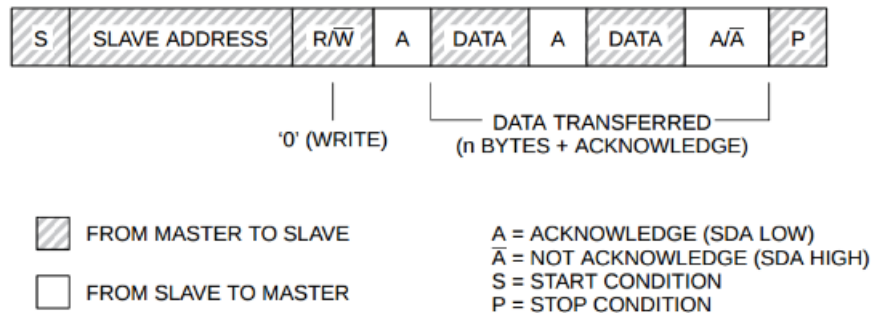 S SLAVE ADDRESS R/W̅ A DATA A DATA A/A̅ P
'0' (WRITE)
DATA TRANSFERRED
(n BYTES + ACKNOWLEDGE)
FROM MASTER TO SLAVE
FROM SLAVE TO MASTER
A = ACKNOWLEDGE (SDA LOW)
A̅ = NOT ACKNOWLEDGE (SDA HIGH)
S = START CONDITION
P = STOP CONDITION